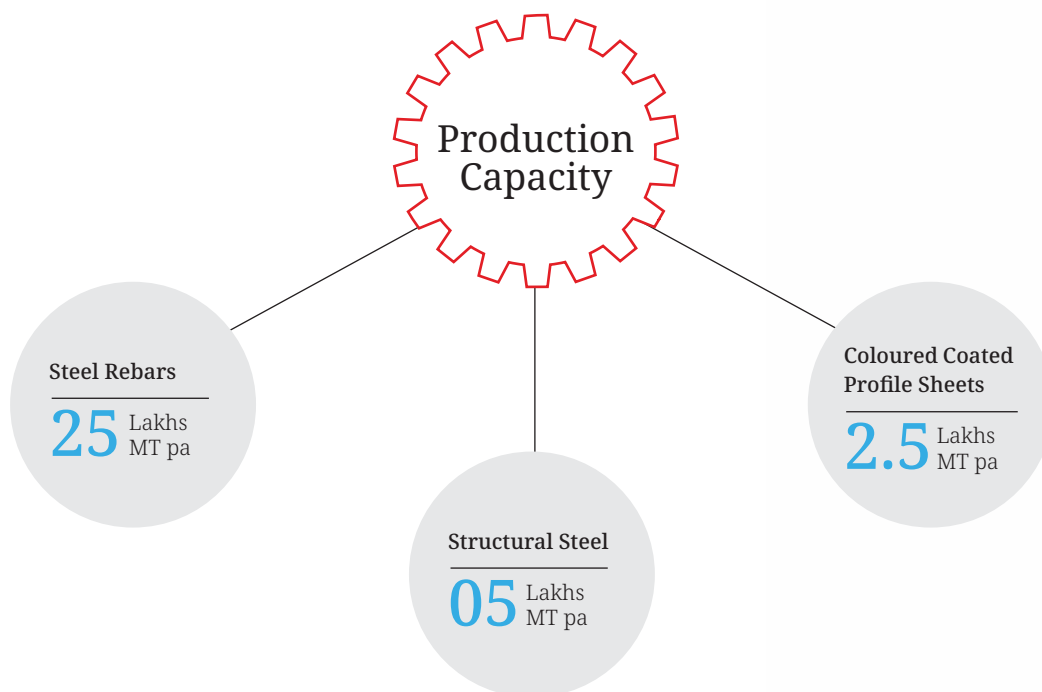 Production
Capacity
Steel Rebars
25 Lakhs
MT pa
Structural Steel
05 Lakhs
MT pa
Coloured Coated
Profile Sheets
2.5 Lakhs
MT pa